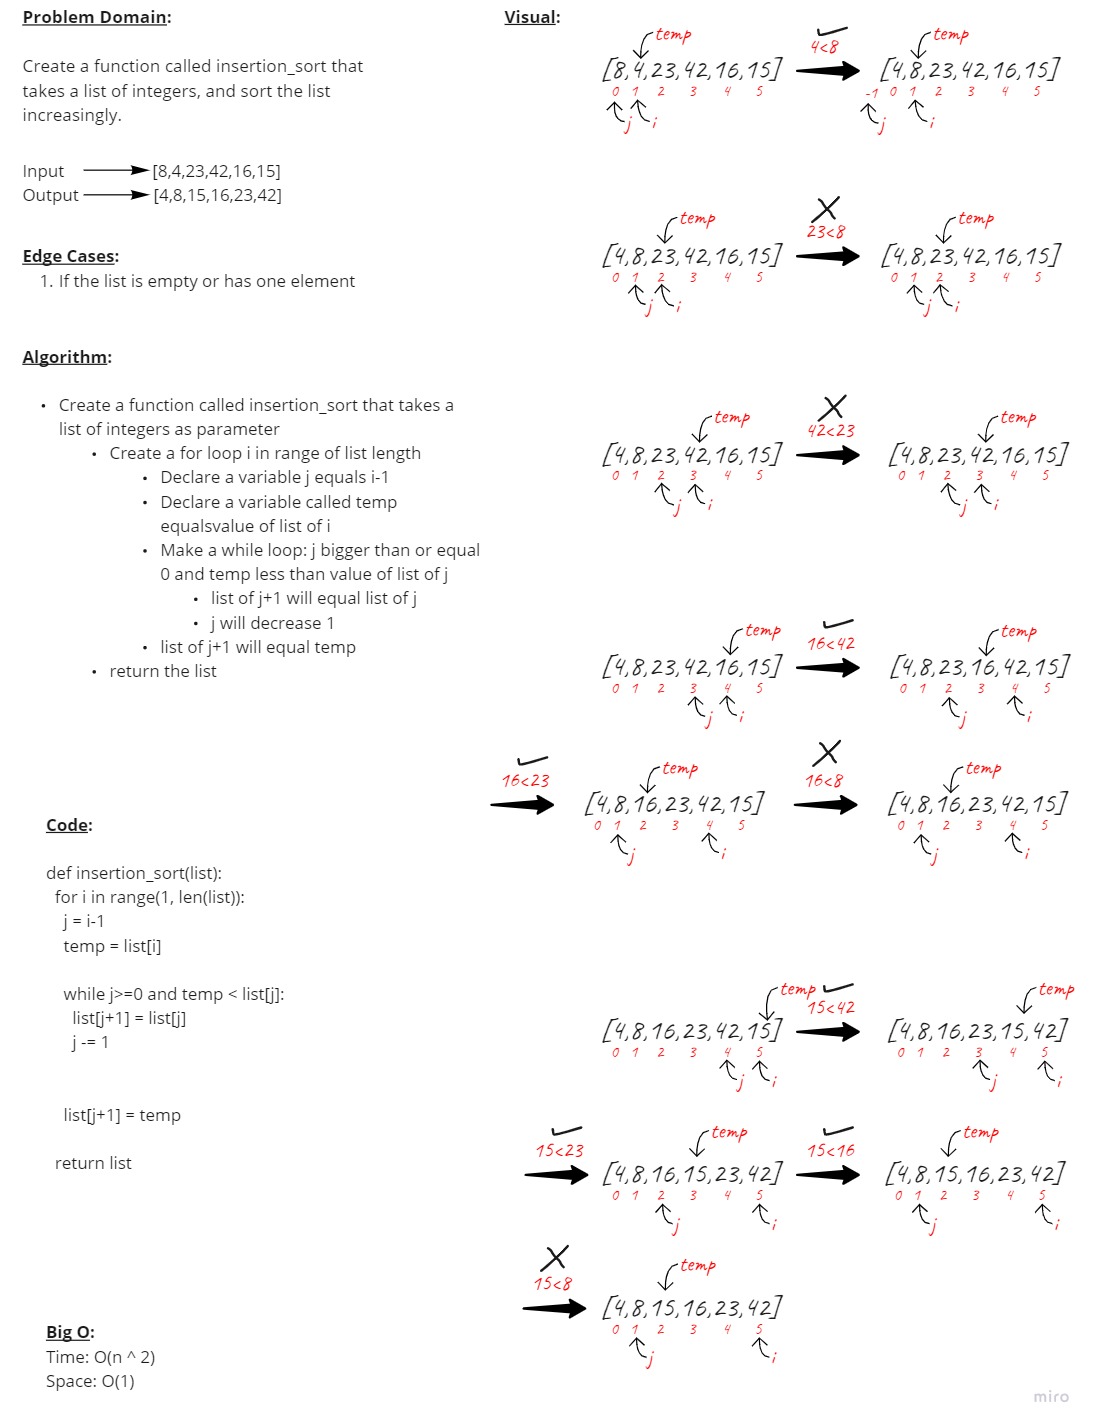 Problem Domain:
Create a function called insertion_sort that
takes a list of integers, and sort the list
increasingly.
Input [8,4,23,42,16,15]
Output [4,8,15,16,23,42]
Edge Cases:
1. If the list is empty or has one element
Algorithm:
• Create a function called insertion_sort that takes a
list of integers as parameter
• Create a for loop i in range of list length
• Declare a variable j equals i-1
• Declare a variable called temp
equalsvalue of list of i
• Make a while loop: j bigger than or equal
0 and temp less than value of list of j
• list of j+1 will equal list of j
• j will decrease 1
• list of j+1 will equal temp
• return the list
Code:
def insertion_sort(list):
for i in range(1, len(list)):
j = i-1
temp = list[i]
while j>=0 and temp < list[j]:
list[j+1] = list[j]
j -= 1
list[j+1] = temp
return list
Big O:
Time: O(n ^ 2)
Space: O(1)
Visual:
temp 4<8 temp
[8,4,23,42,16,15] [4,8,23,42,16,15]
0 1 2 3 4 5 -1 0 1 2 3 4 5
j i j i
temp 23<8 temp
[4,8,23,42,16,15] [4,8,23,42,16,15]
0 1 2 3 4 5 0 1 2 3 4 5
j i j i
temp 42<23 temp
[4,8,23,42,16,15] [4,8,23,42,16,15]
0 1 2 3 4 5 0 1 2 3 4 5
j i j i
temp 16<42 temp
[4,8,23,42,16,15] [4,8,23,16,42,15]
0 1 2 3 4 5 0 1 2 3 4 5
j i j i
16<23 temp 16<8 temp
[4,8,16,23,42,15] [4,8,16,23,42,15]
0 1 2 3 4 5 0 1 2 3 4 5
j i j i
temp 15<42 temp
[4,8,16,23,42,15] [4,8,16,23,15,42]
0 1 2 3 4 5 0 1 2 3 4 5
j i j i
15<23 temp 15<16 temp
[4,8,16,15,23,42] [4,8,15,16,23,42]
0 1 2 3 4 5 0 1 2 3 4 5
j i j i
15<8 temp
[4,8,15,16,23,42]
0 1 2 3 4 5
j i
miro